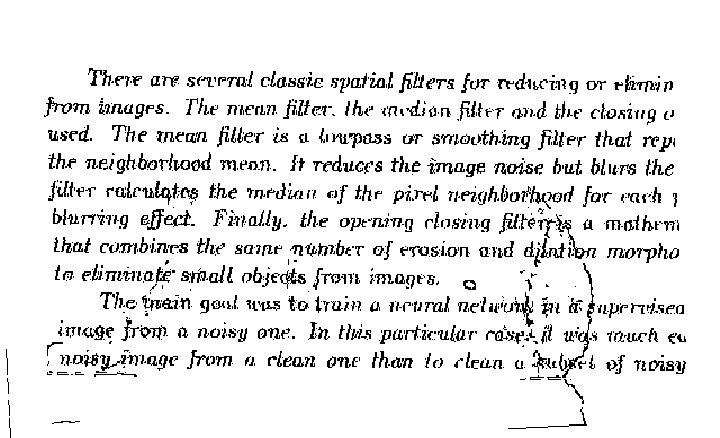 There are several classic spatial filters for reducing or elimin
from images. The mean filter, the median filter and the closing o
used. The mean filter is a lowpass or smoothing filter that repl
the neighborhood mean. It reduces the image noise but blurs the
filter calculates the median of the pixel neighborhood for each
blurring effect. Finally, the opening closing filter is a mathem
that combines the same number of erosion and dilation morpho
to eliminate small objects from images.
The main goal was to train a neural network in a supervised
image from a noisy one. In this particular case, it was much ea
noisy image from a clean one than to clean a subset of noisy